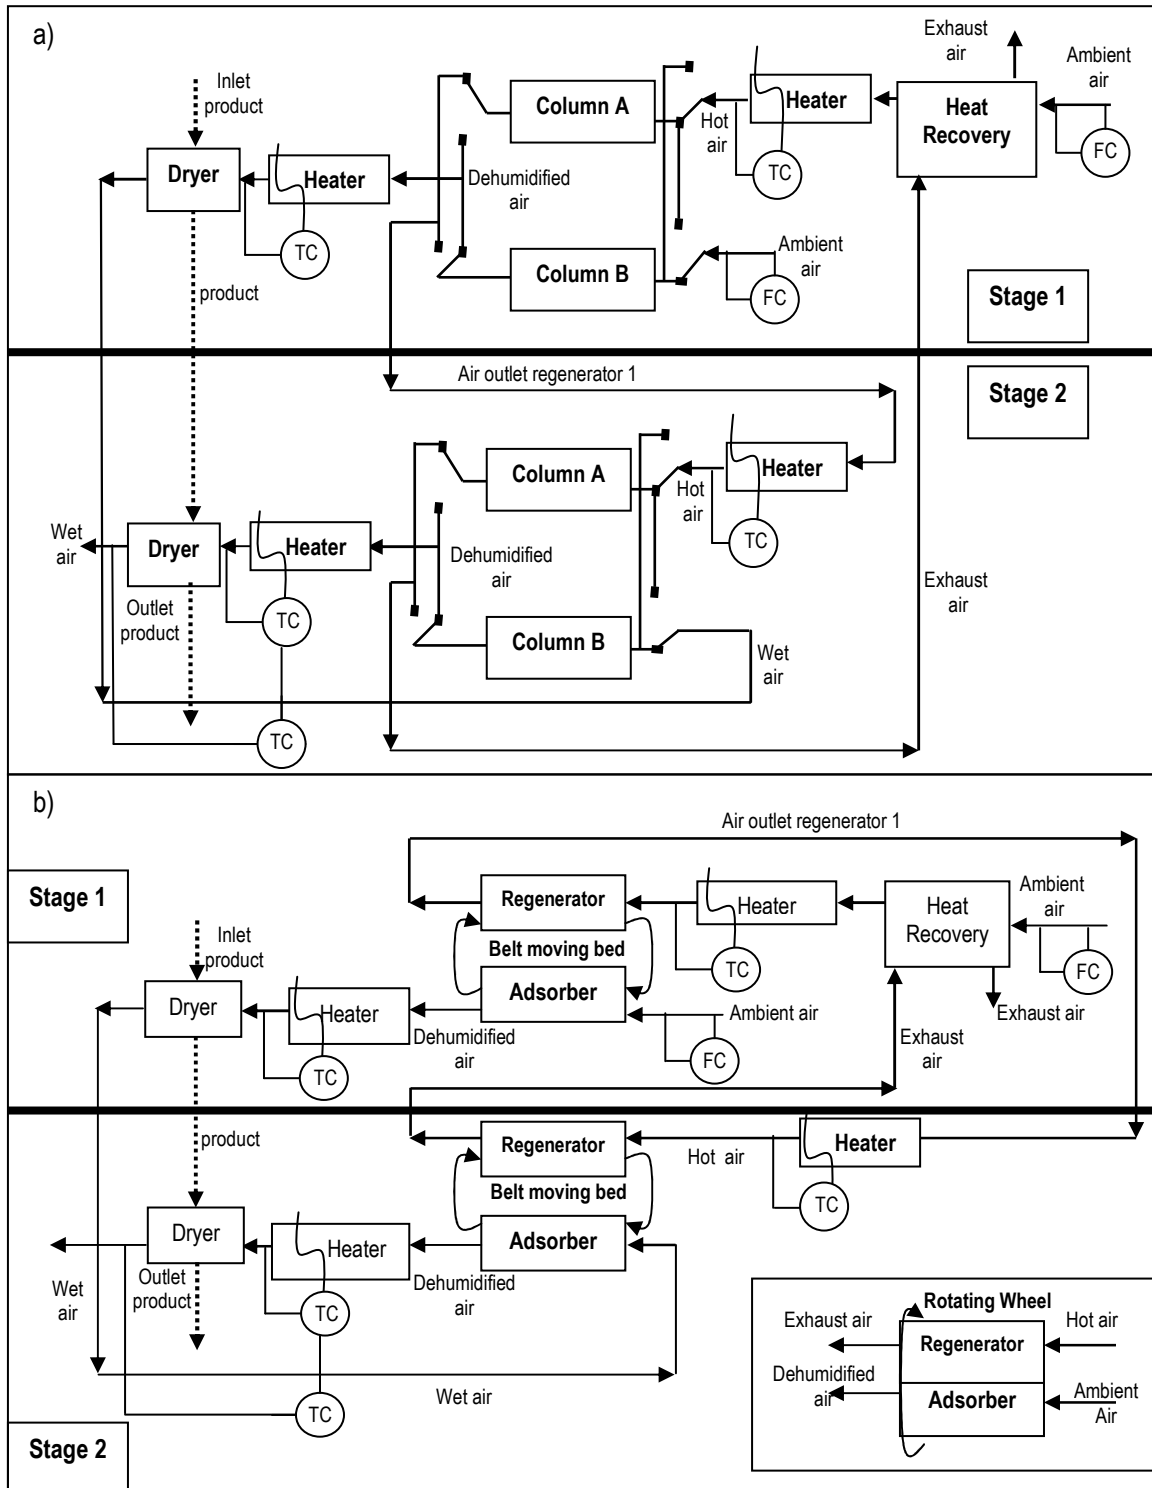 a)
Exhaust
air
Ambient
air
Inlet
product
Column A
Heater
Heat
Recovery
Hot
air
FC
Dryer
Heater
Dehumidified
air
TC
TC
Ambient
air
product
Column B
FC
Stage 1
Air outlet regenerator 1
Stage 2
Column A
Heater
Hot
air
Wet
air
Dryer
Heater
Dehumidified
air
TC
Exhaust
air
Outlet
product
TC
Column B
Wet
air
TC
b)
Air outlet regenerator 1
Stage 1
Regenerator
Heater
Heat
Recovery
Ambient
air
Inlet
product
Belt moving bed
TC
FC
Dryer
Heater
Adsorber
Dehumidified
air
Ambient air
Exhaust air
Exhaust
air
TC
FC
product
Regenerator
Hot air
Heater
Belt moving bed
TC
Dryer
Heater
Adsorber
Wet
air
Outlet
product
Dehumidified
air
TC
Wet air
TC
Stage 2
Rotating Wheel
Exhaust air
Regenerator
Hot air
Dehumidified
air
Adsorber
Ambient
Air